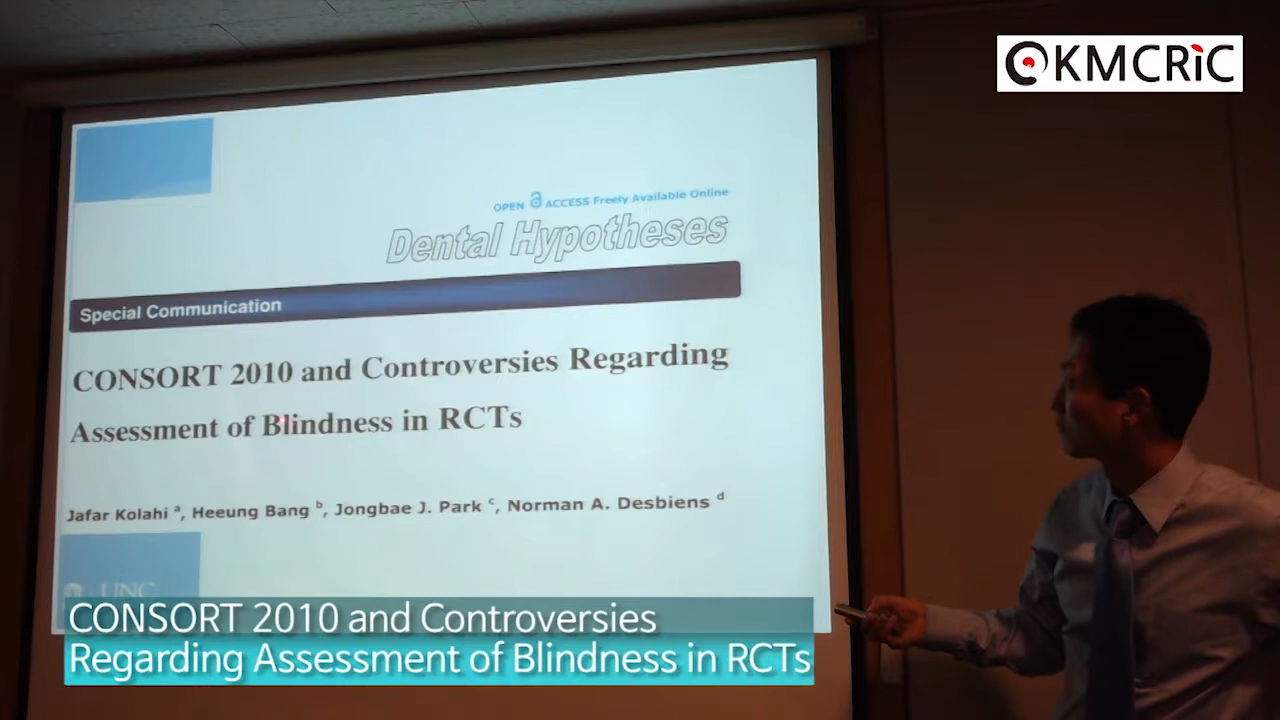 KMCRiC
OPEN ACCESS Freely Available Online
Dental Hypotheses
Special Communication
CONSORT 2010 and Controversies Regarding
Assessment of Blindness in RCTs
Jafar Kolahi a, Heeung Bang b, Jongbae J. Park c, Norman A. Desbiens d
UNC
CONSORT 2010 and Controversies
Regarding Assessment of Blindness in RCTs